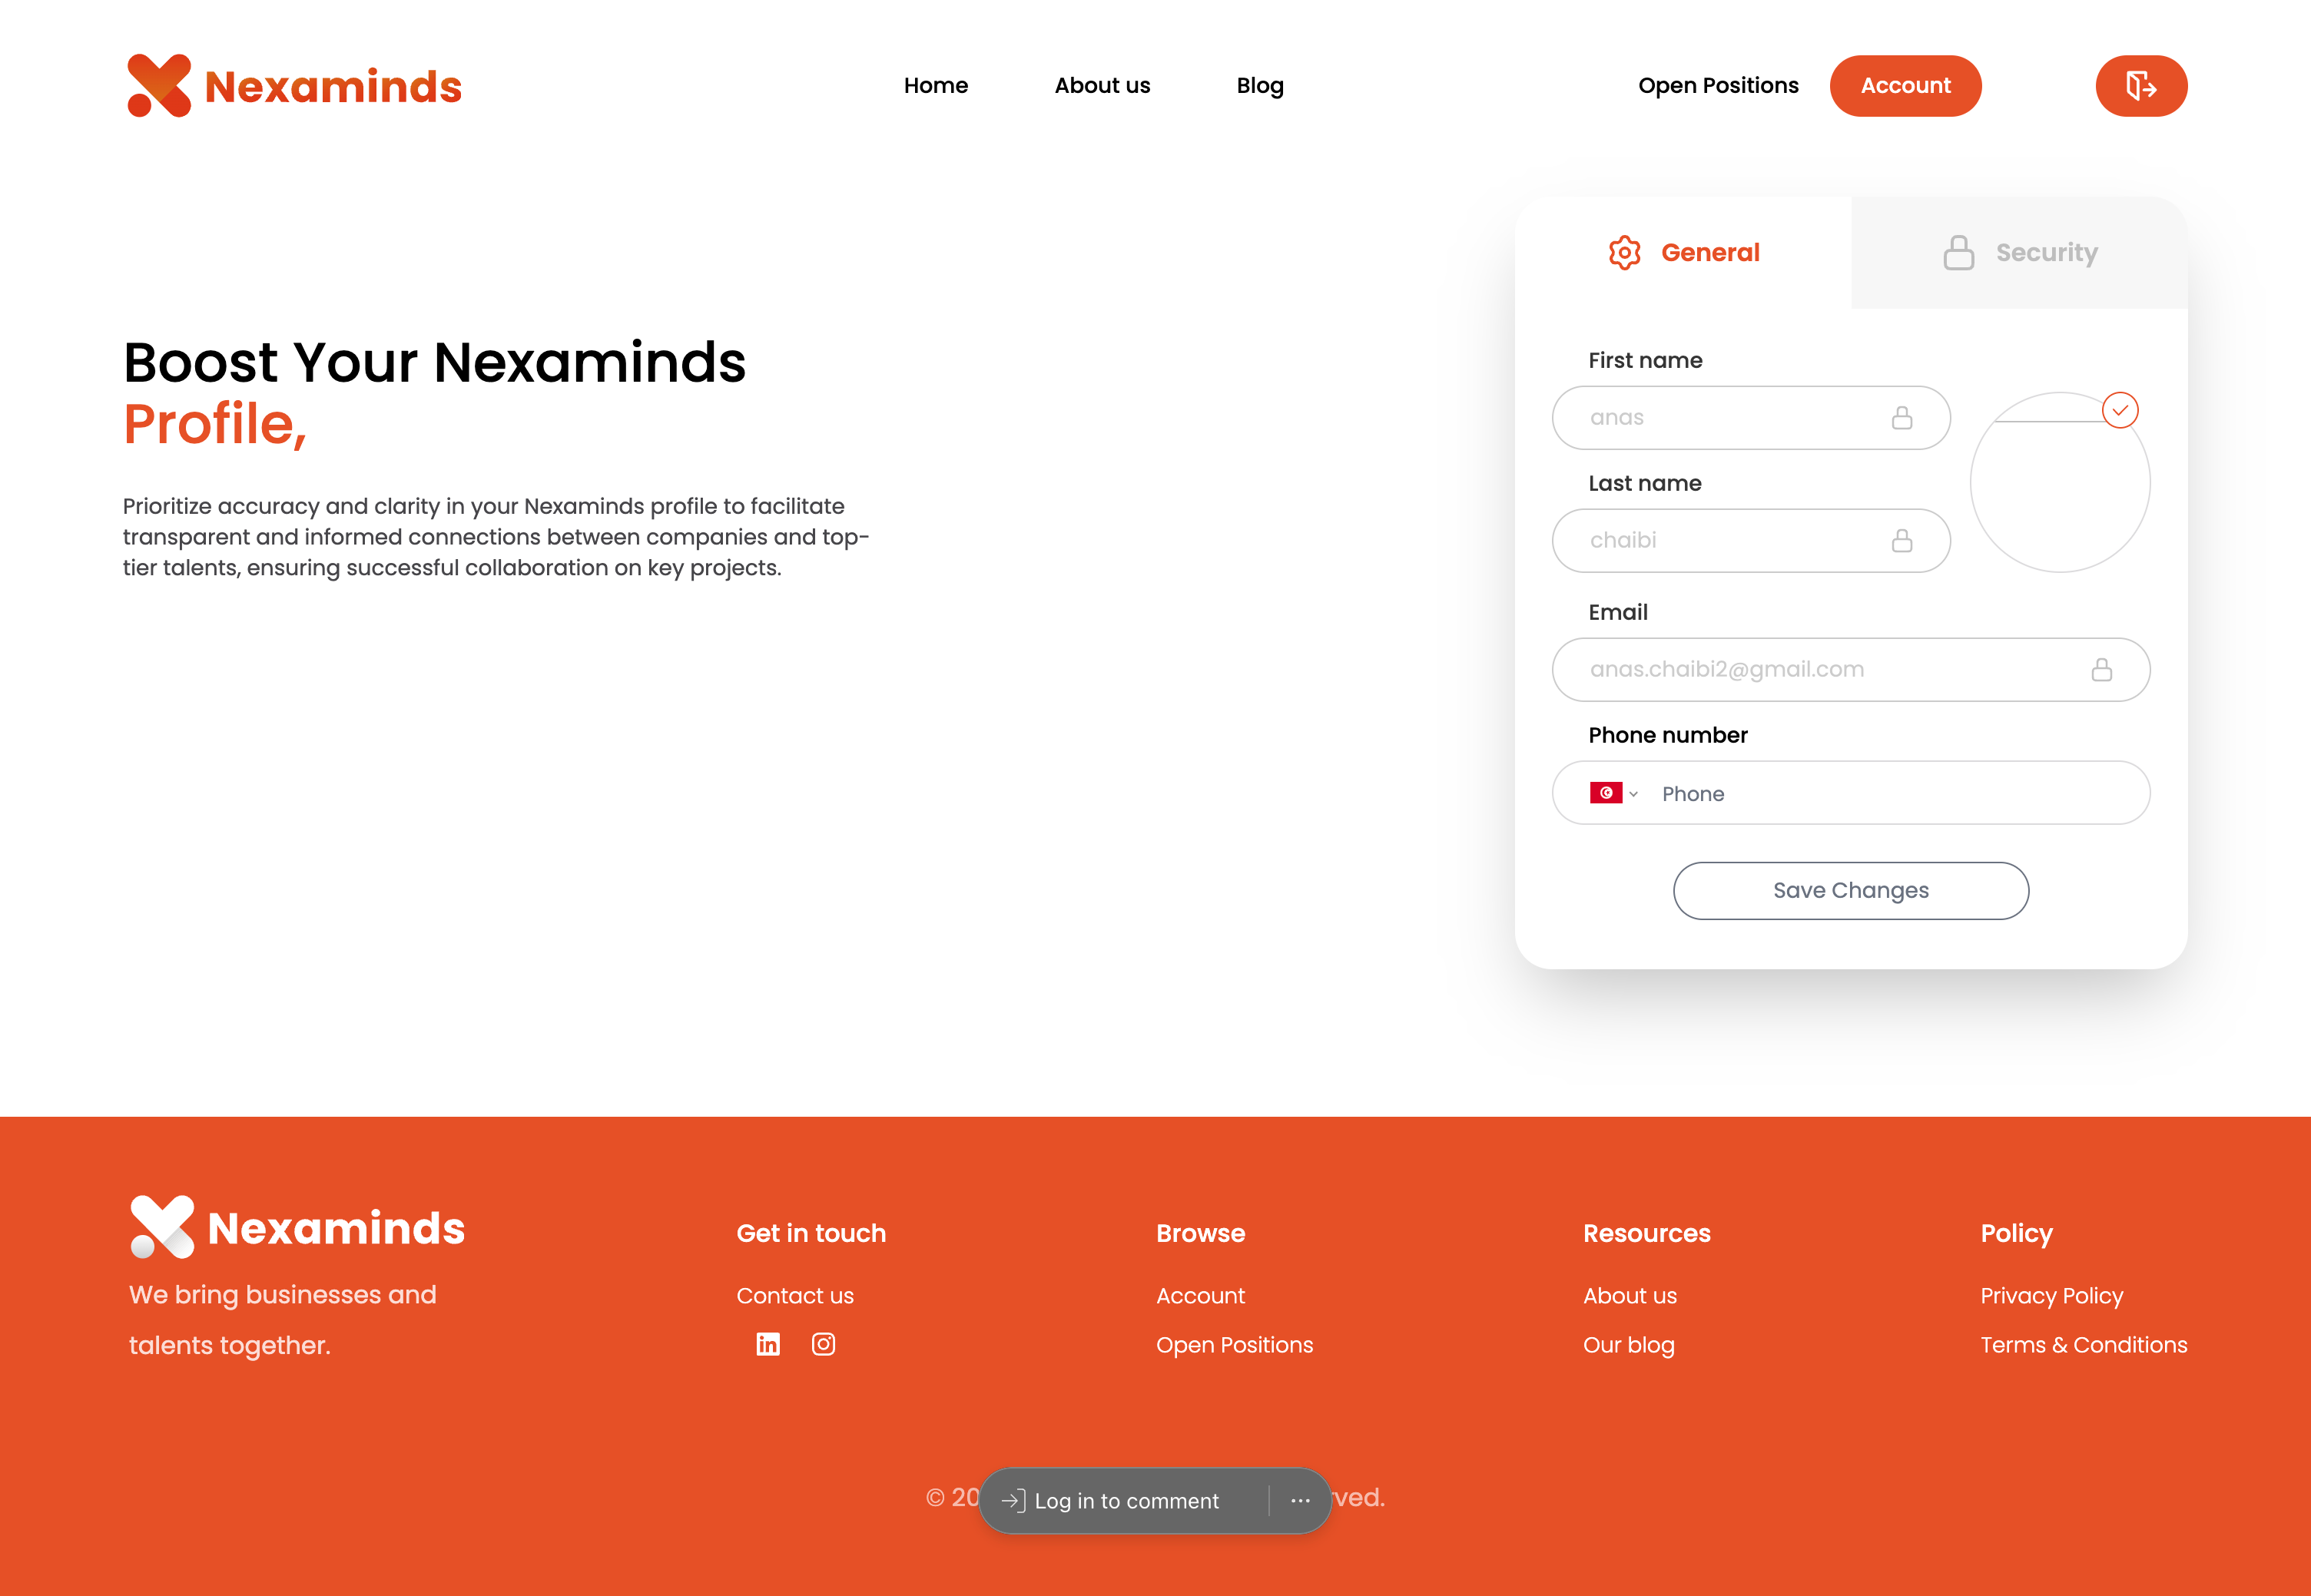 Nexaminds
Home
About us
Blog
Open Positions
Account
General
Security
Boost Your Nexaminds
Profile,
Prioritize accuracy and clarity in your Nexaminds profile to facilitate
transparent and informed connections between companies and top-
tier talents, ensuring successful collaboration on key projects.
First name
anas
Last name
chaibi
Email
anas.chaibi2@gmail.com
Phone number
Phone
Save Changes
Nexaminds
We bring businesses and
talents together.
Get in touch
Contact us
Browse
Account
Open Positions
Resources
About us
Our blog
Policy
Privacy Policy
Terms & Conditions
©
Log in to comment